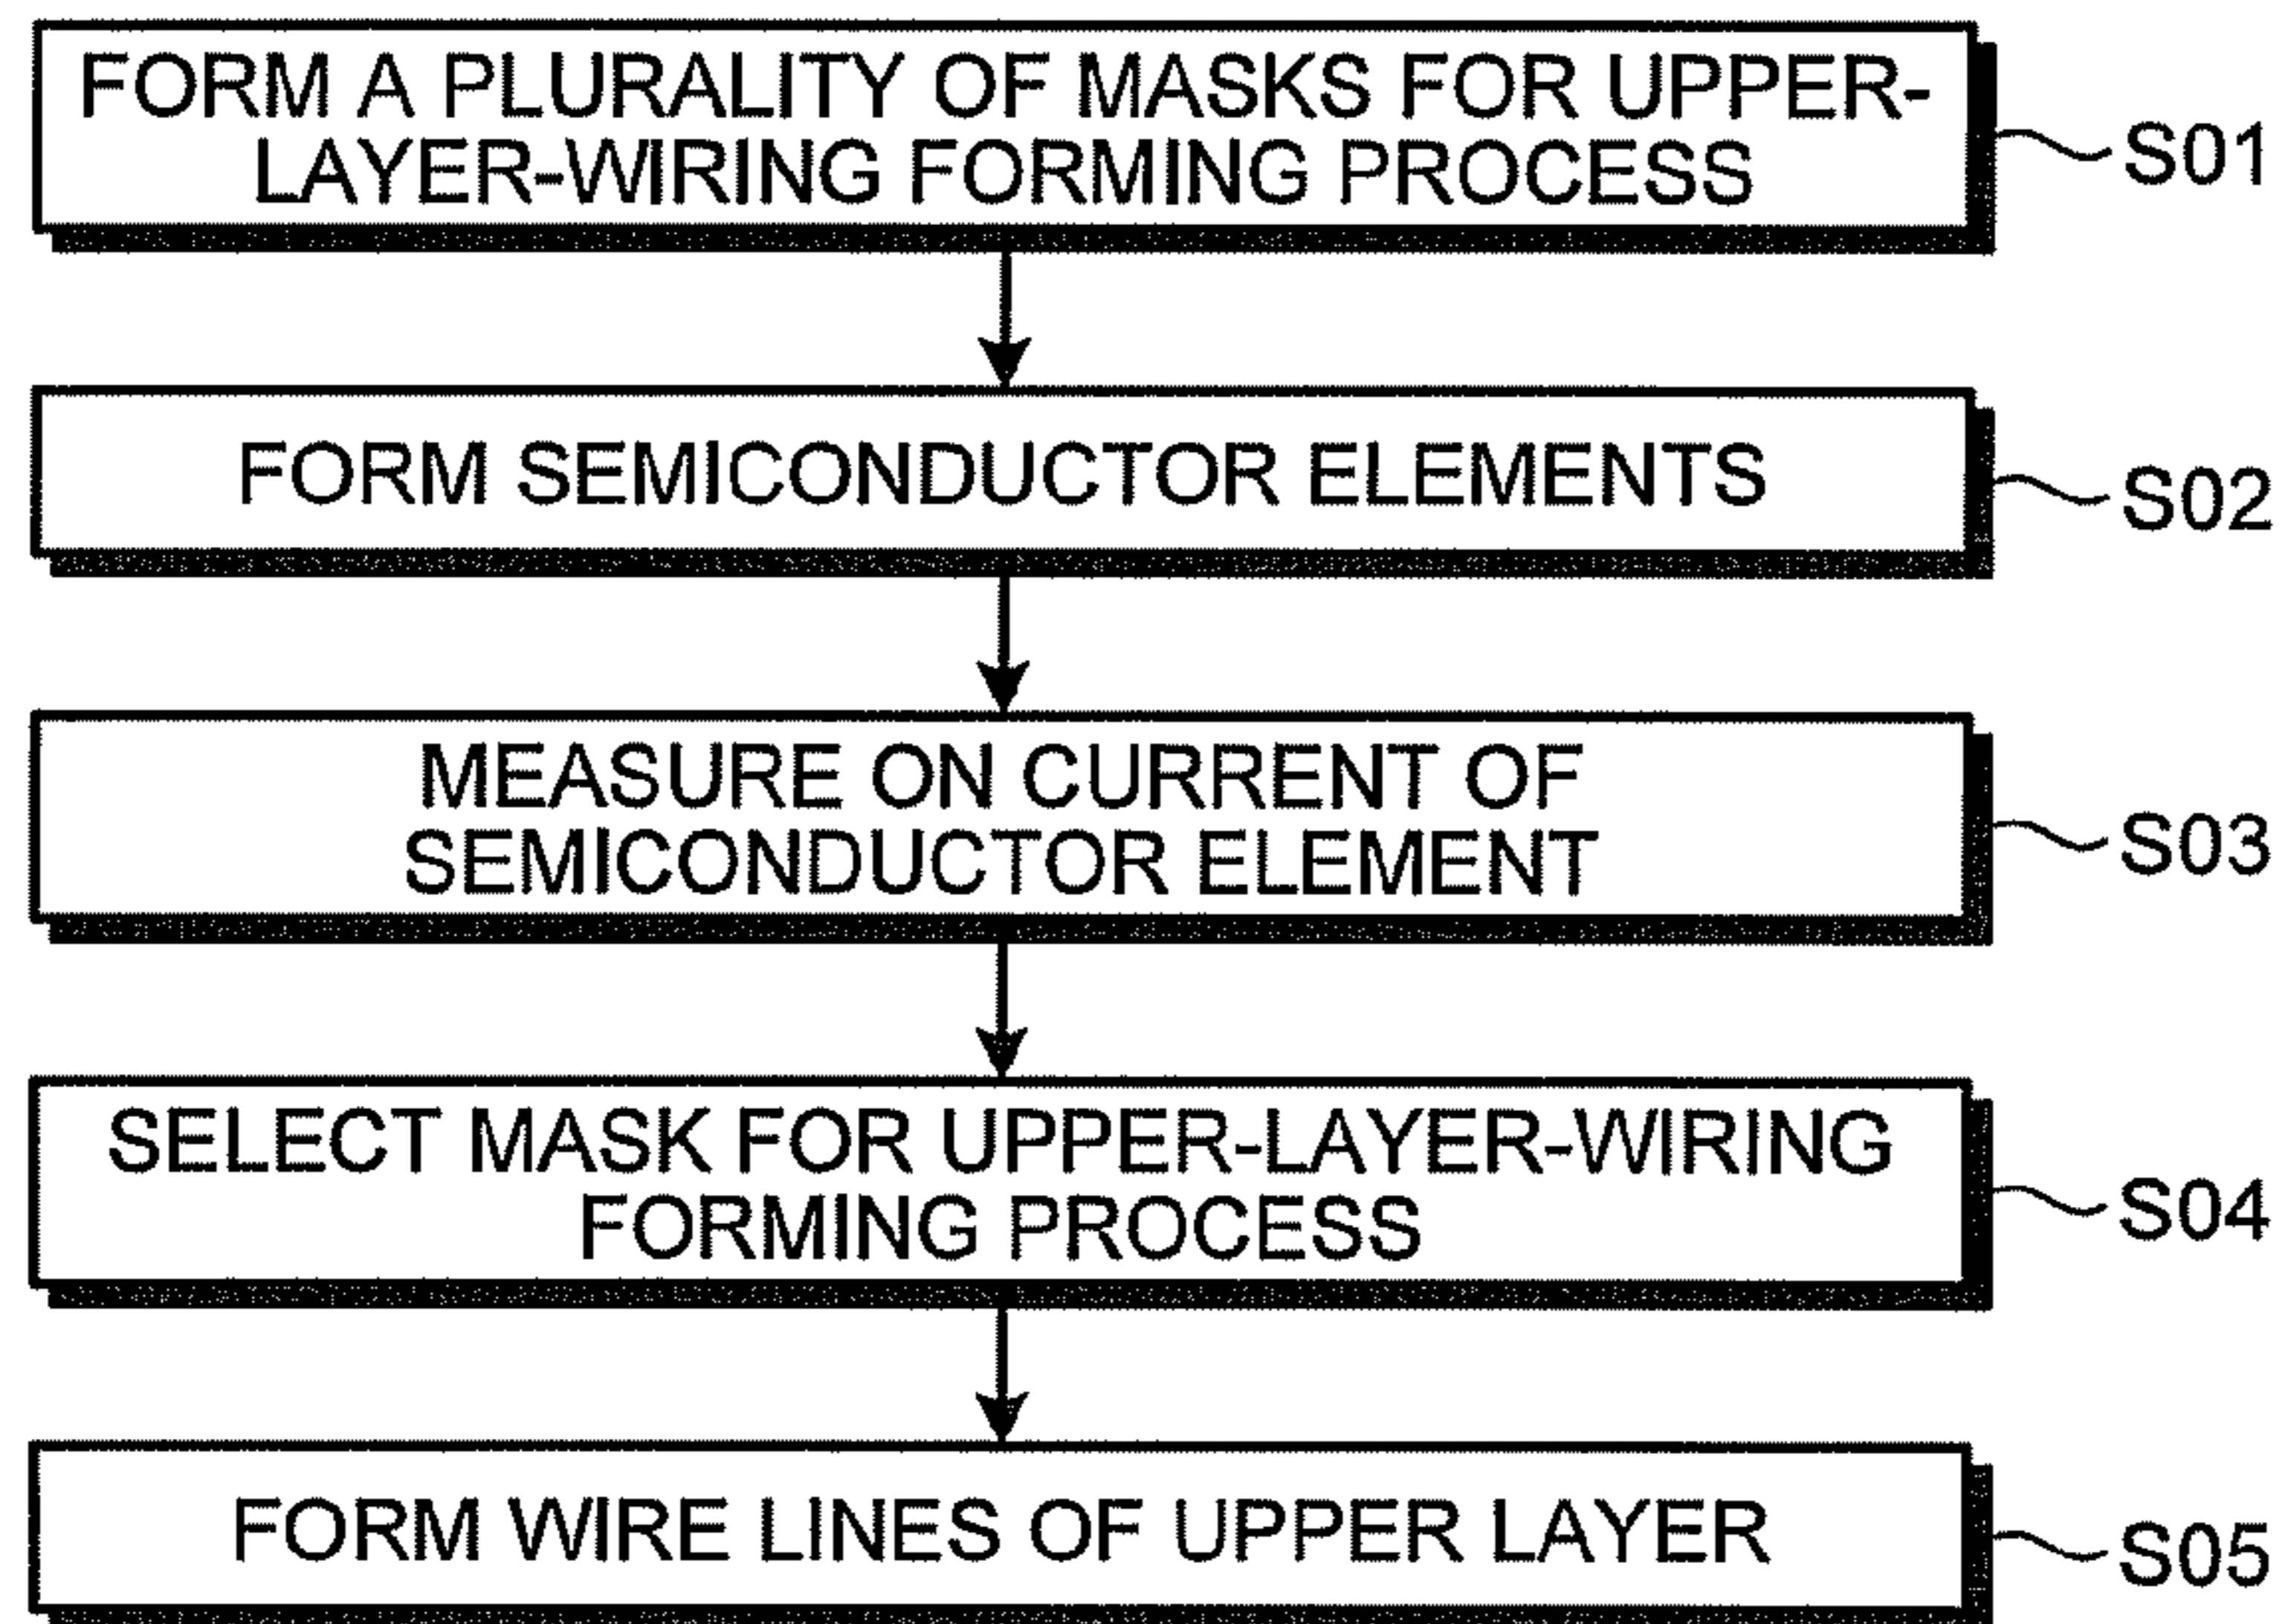 FORM A PLURALITY OF MASKS FOR UPPER-
LAYER-WIRING FORMING PROCESS
S01
FORM SEMICONDUCTOR ELEMENTS
S02
MEASURE ON CURRENT OF
SEMICONDUCTOR ELEMENT
S03
SELECT MASK FOR UPPER-LAYER-WIRING
FORMING PROCESS
S04
FORM WIRE LINES OF UPPER LAYER
S05